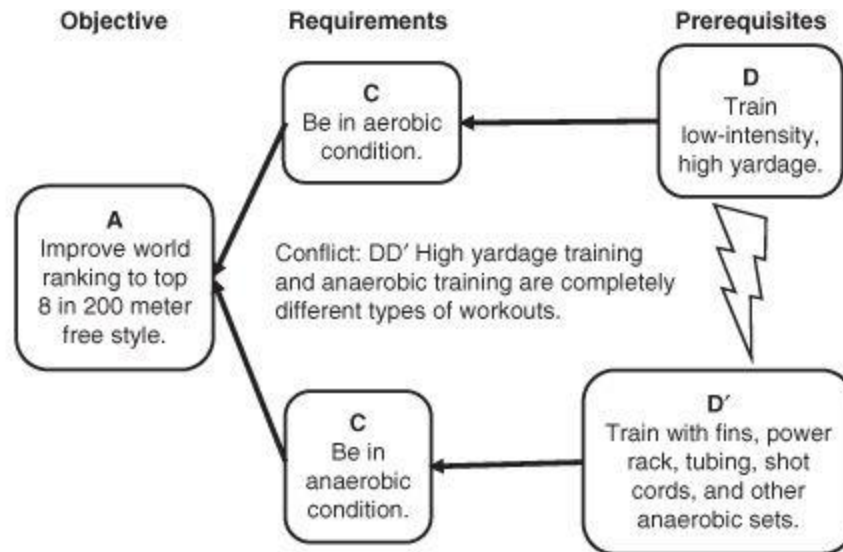 Objective
Requirements
Prerequisites
C
Be in aerobic
condition.
D
Train
low-intensity,
high yardage.
A
Improve world
ranking to top
8 in 200 meter
free style.
Conflict: DD′ High yardage training
and anaerobic training are completely
different types of workouts.
C
Be in
anaerobic
condition.
D′
Train with fins, power
rack, tubing, shot
cords, and other
anaerobic sets.